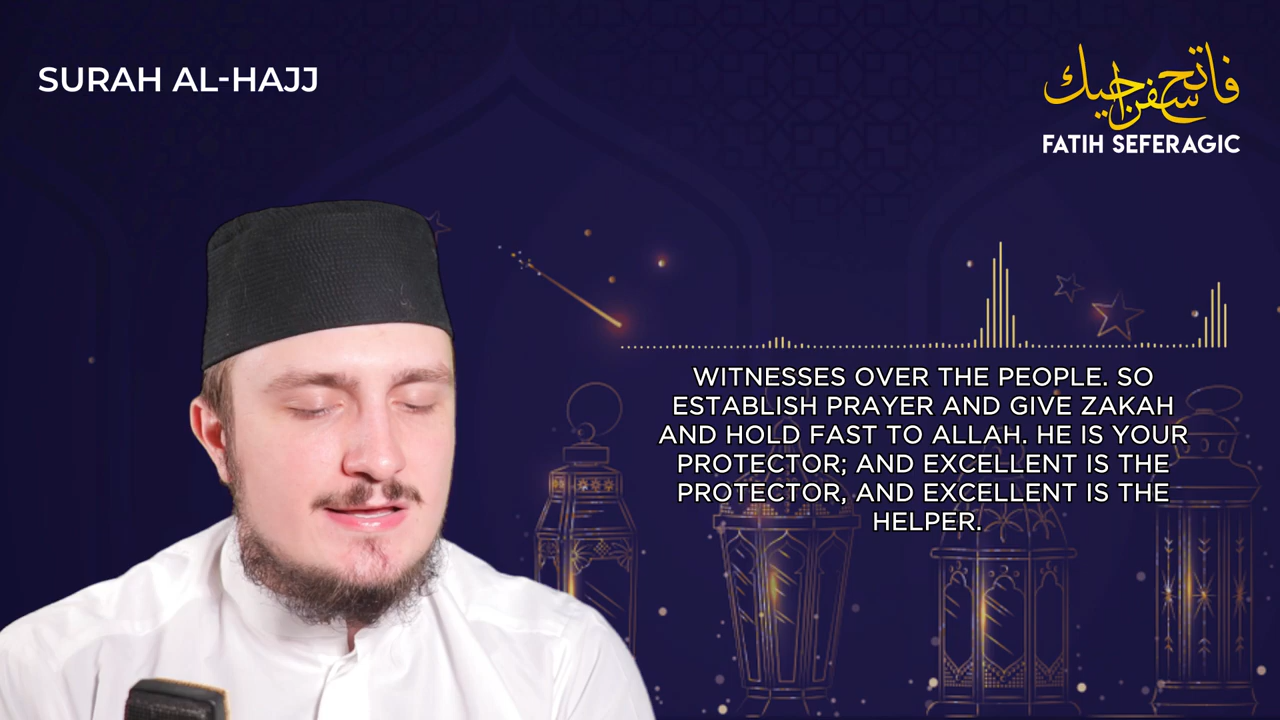 SURAH AL-HAJJ
فاتح سفراجيك
FATIH SEFERAGIC
WITNESSES OVER THE PEOPLE. SO
ESTABLISH PRAYER AND GIVE ZAKAH
AND HOLD FAST TO ALLAH. HE IS YOUR
PROTECTOR; AND EXCELLENT IS THE
PROTECTOR, AND EXCELLENT IS THE
HELPER.